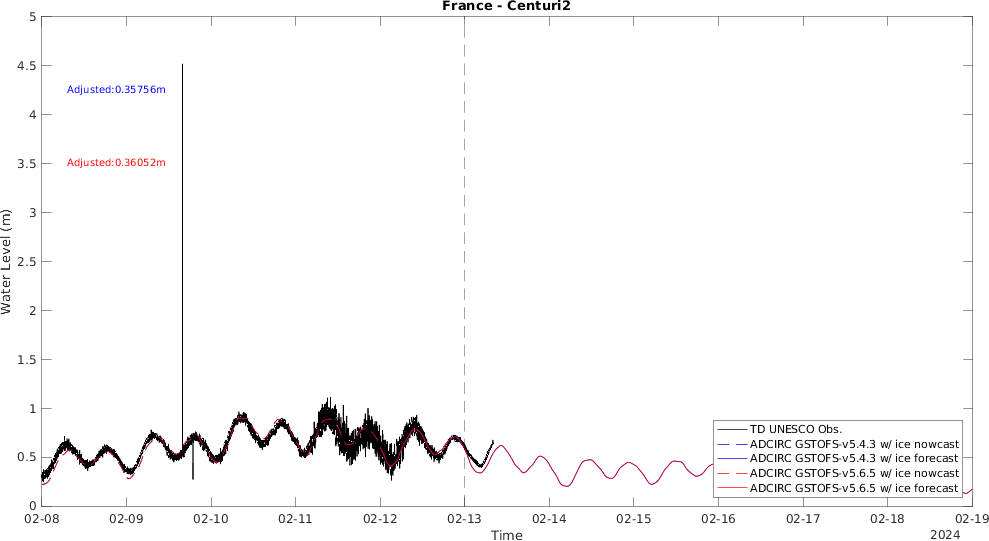 France - Centuri2
5
4.5
4
3.5
3
2.5
2
1.5
1
0.5
0
Water Level (m)
Adjusted:0.35756m
Adjusted:0.36052m
TD UNESCO Obs.
ADCIRC GSTOFS-v5.4.3 w/ ice nowcast
ADCIRC GSTOFS-v5.4.3 w/ ice forecast
ADCIRC GSTOFS-v5.6.5 w/ ice nowcast
ADCIRC GSTOFS-v5.6.5 w/ ice forecast
02-08 02-09 02-10 02-11 02-12 02-13 02-14 02-15 02-16 02-17 02-18 02-19
Time
2024